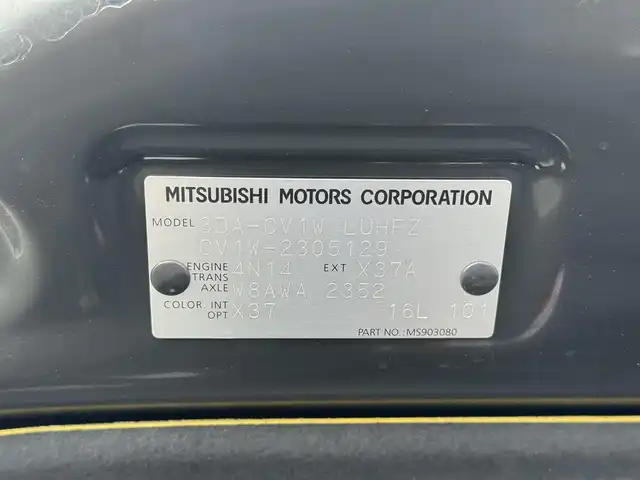 MITSUBISHI MOTORS CORPORATION
MODEL 3DA-CV1W LUHFZ
CV1W-2305129
ENGINE 4N14 EXT X37A
TRANS
AXLE W8AWA 2352
COLOR. INT X37 16L 101
OPT
PART NO.: MS903080